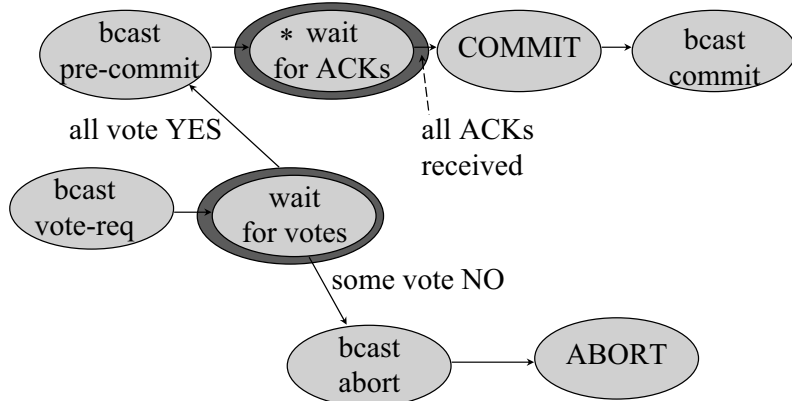 bcast
pre-commit
* wait
for ACKs
COMMIT
bcast
commit
all vote YES
all ACKs
received
bcast
vote-req
wait
for votes
some vote NO
bcast
abort
ABORT